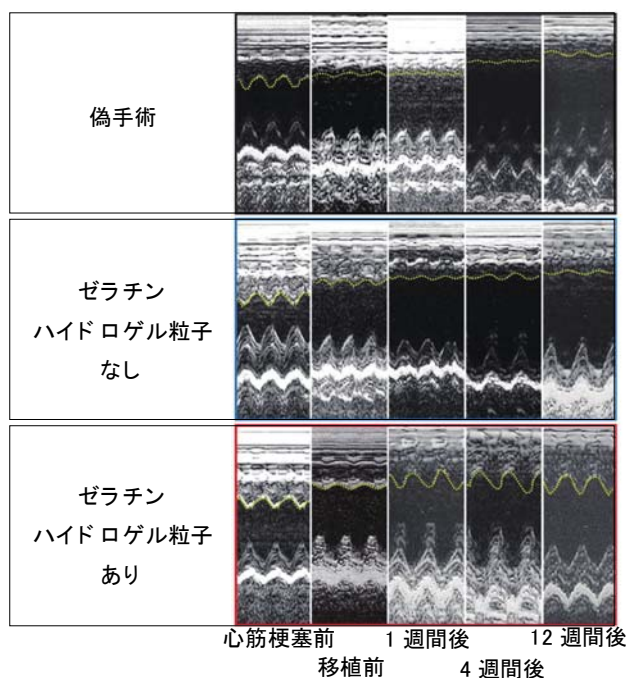 偽手術
ゼラチン
ハイドロゲル粒子
なし
ゼラチン
ハイドロゲル粒子
あり
心筋梗塞前
1 週間後
12 週間後
移植前
4 週間後